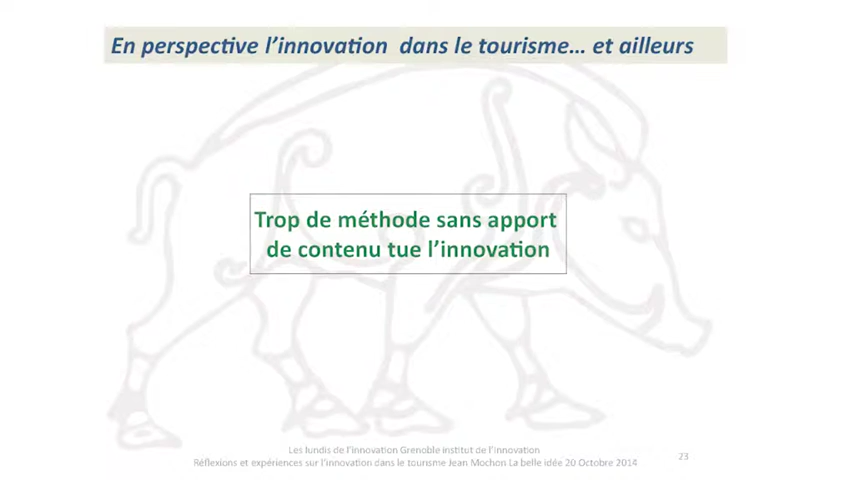 En perspective l’innovation dans le tourisme... et ailleurs
Trop de méthode sans apport
de contenu tue l’innovation
Les lundis de l’innovation Grenoble institut de l’innovation
23
Réflexions et expériences sur l’innovation dans le tourisme Jean Mochon La belle idée 20 Octobre 2014